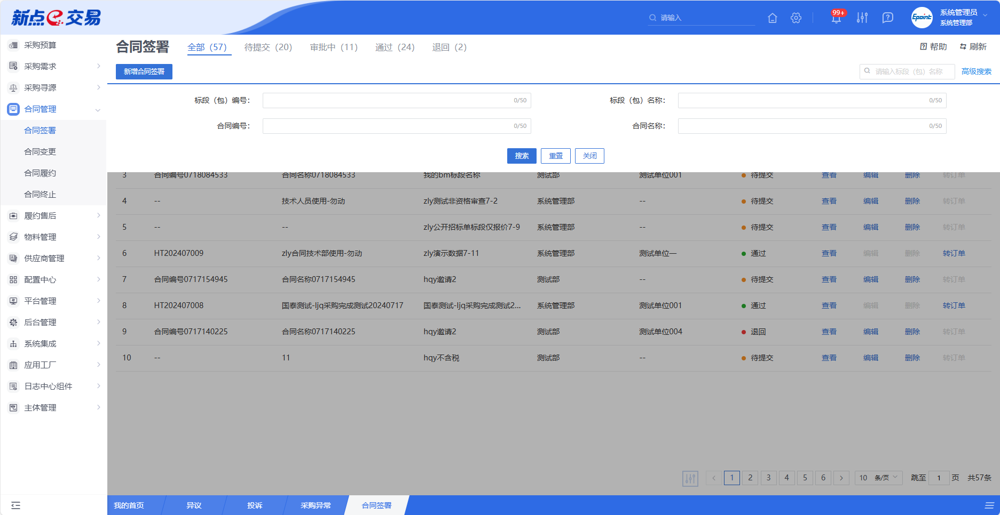 新点e交易
请输入
99+
Epoint
系统管理员
系统管理部
采购预算
采购需求
采购寻源
合同管理
合同签署
合同变更
合同履约
合同终止
履约售后
物料管理
供应商管理
配置中心
平台管理
后台管理
系统集成
应用工厂
日志中心组件
主体管理
合同签署 全部（57） 待提交（20） 审批中（11） 通过（24） 退回（2） 帮助 刷新
新增合同签署 请输入标段（包）名称 高级搜索
标段（包）编号： 0/50 标段（包）名称： 0/50
合同编号： 0/50 合同名称： 0/50
搜索 重置 关闭
3 合同编号0718084533 合同名称0718084533 我的bm标段名称 测试部 测试单位001 待提交 查看 编辑 删除 转订单
4 -- 技术人员使用-勿动 zly测试非资格审查7-2 系统管理部 -- 待提交 查看 编辑 删除 转订单
5 -- -- zly公开招标单标段仅报价7-9 系统管理部 -- 待提交 查看 编辑 删除 转订单
6 HT202407009 zly合同技术部使用-勿动 zly演示数据7-11 系统管理部 测试单位一 通过 查看 编辑 删除 转订单
7 合同编号0717154945 合同名称0717154945 hqy邀请2 测试部 -- 待提交 查看 编辑 删除 转订单
8 HT202407008 国泰测试-ljq采购完成测试20240717 国泰测试-ljq采购完成测试2... 系统管理部 测试单位001 通过 查看 编辑 删除 转订单
9 合同编号0717140225 合同名称0717140225 hqy邀请2 测试部 测试单位004 退回 查看 编辑 删除 转订单
10 -- 11 hqy不含税 测试部 -- 待提交 查看 编辑 删除 转订单
1 2 3 4 5 6 10 条/页 跳至 1 页 共57条
我的首页 异议 投诉 采购异常 合同签署